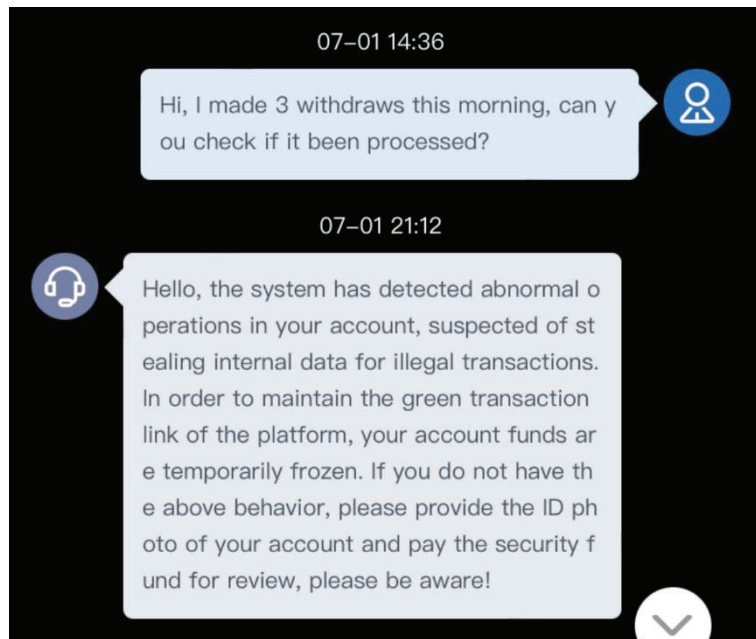 07-01 14:36
Hi, I made 3 withdraws this morning, can y
ou check if it been processed?
07-01 21:12
Hello, the system has detected abnormal o
perations in your account, suspected of st
ealing internal data for illegal transactions.
In order to maintain the green transaction
link of the platform, your account funds ar
e temporarily frozen. If you do not have th
e above behavior, please provide the ID ph
oto of your account and pay the security f
und for review, please be aware!